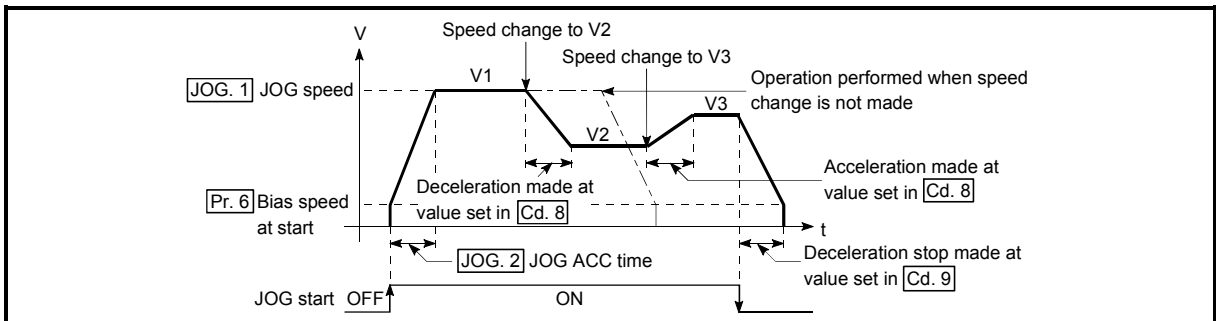 V
Speed change to V2
Speed change to V3
JOG. 1 JOG speed
V1
Operation performed when speed
change is not made
V3
V2
Pr. 6 Bias speed
at start
Deceleration made at
value set in Cd. 8
Acceleration made at
value set in Cd. 8
t
JOG. 2 JOG ACC time
Deceleration stop made at
value set in Cd. 9
JOG start OFF
ON